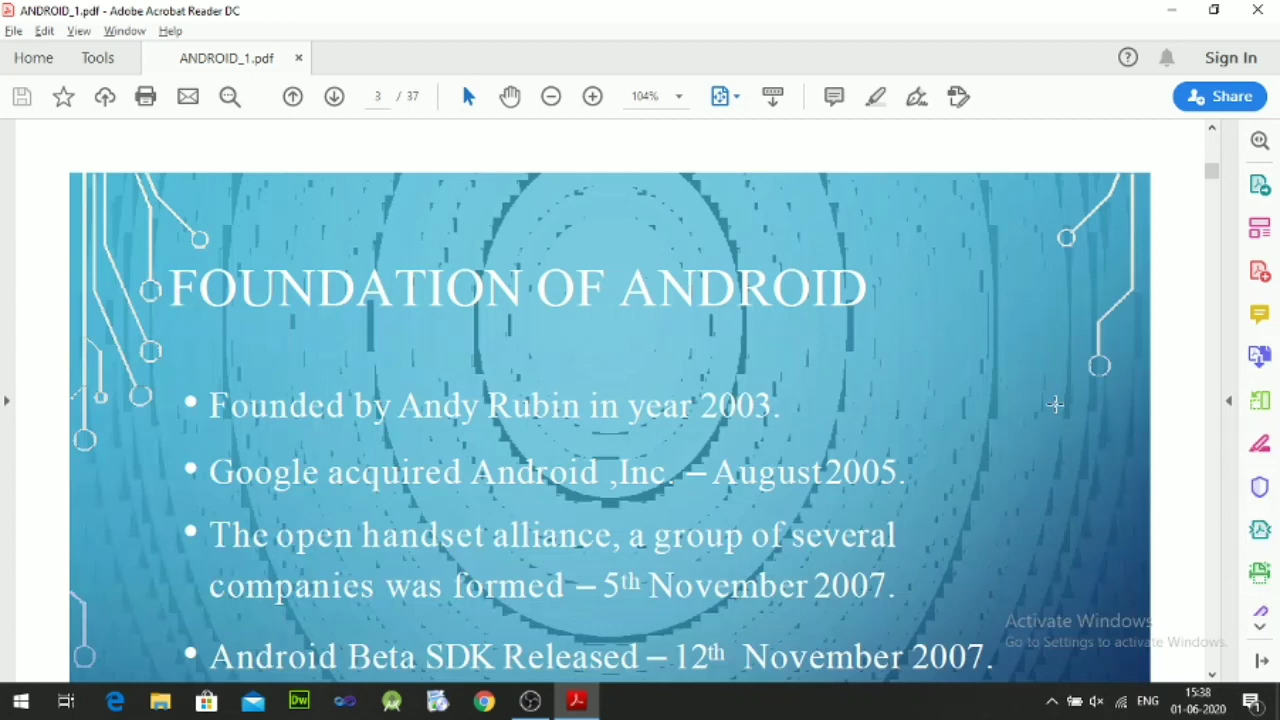 ANDROID_1.pdf - Adobe Acrobat Reader DC
File Edit View Window Help
Home Tools ANDROID_1.pdf × Sign In
3 / 37 104% Share
FOUNDATION OF ANDROID
• Founded by Andy Rubin in year 2003.
• Google acquired Android ,Inc. – August2005.
• The open handset alliance, a group of several
companies was formed – 5th November 2007.
• Android Beta SDK Released – 12th November 2007.
Activate Windows
Go to Settings to activate Windows.
Dw
ENG
15:38
01-06-2020
1